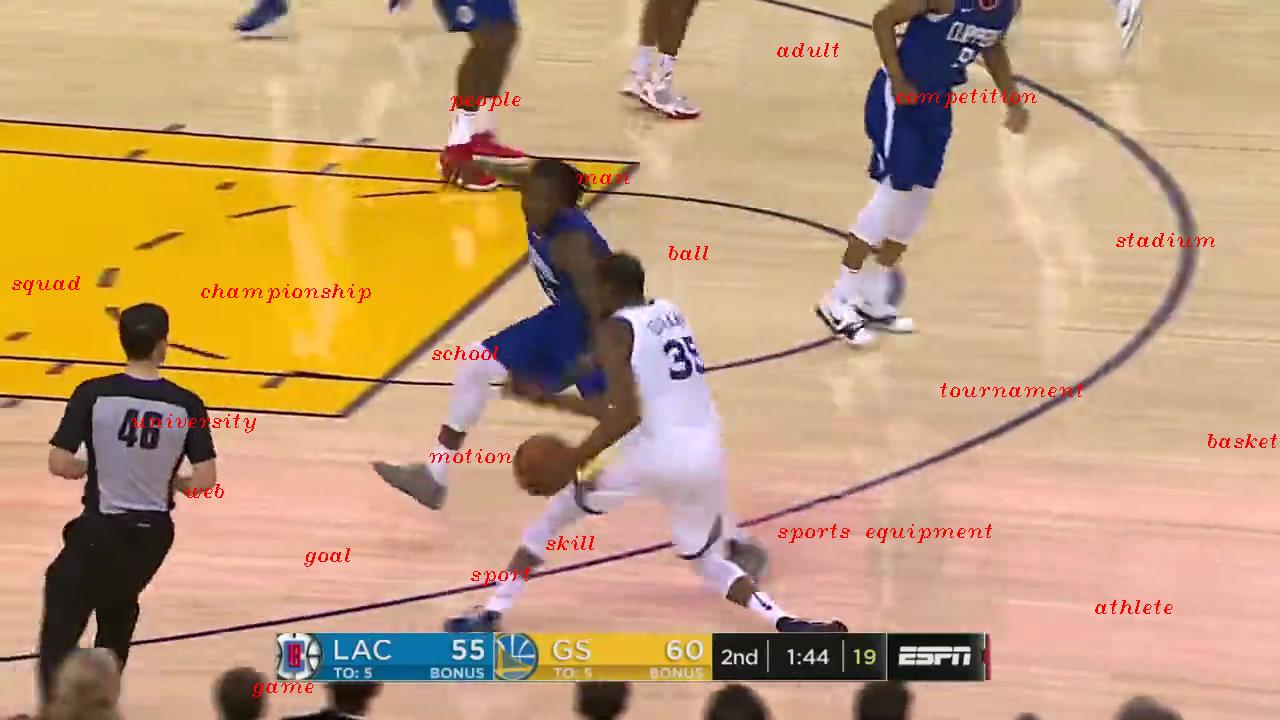 adult
people
competition
CLIPPERS
9
man
stadium
ball
squad
championship
35
school
tournament
46
university
basket
motion
web
sports equipment
skill
goal
sport
athlete
LAC 55 GS 60 2nd 1:44 19 ESPN
TO: 5 BONUS TO: 5 BONUS
game